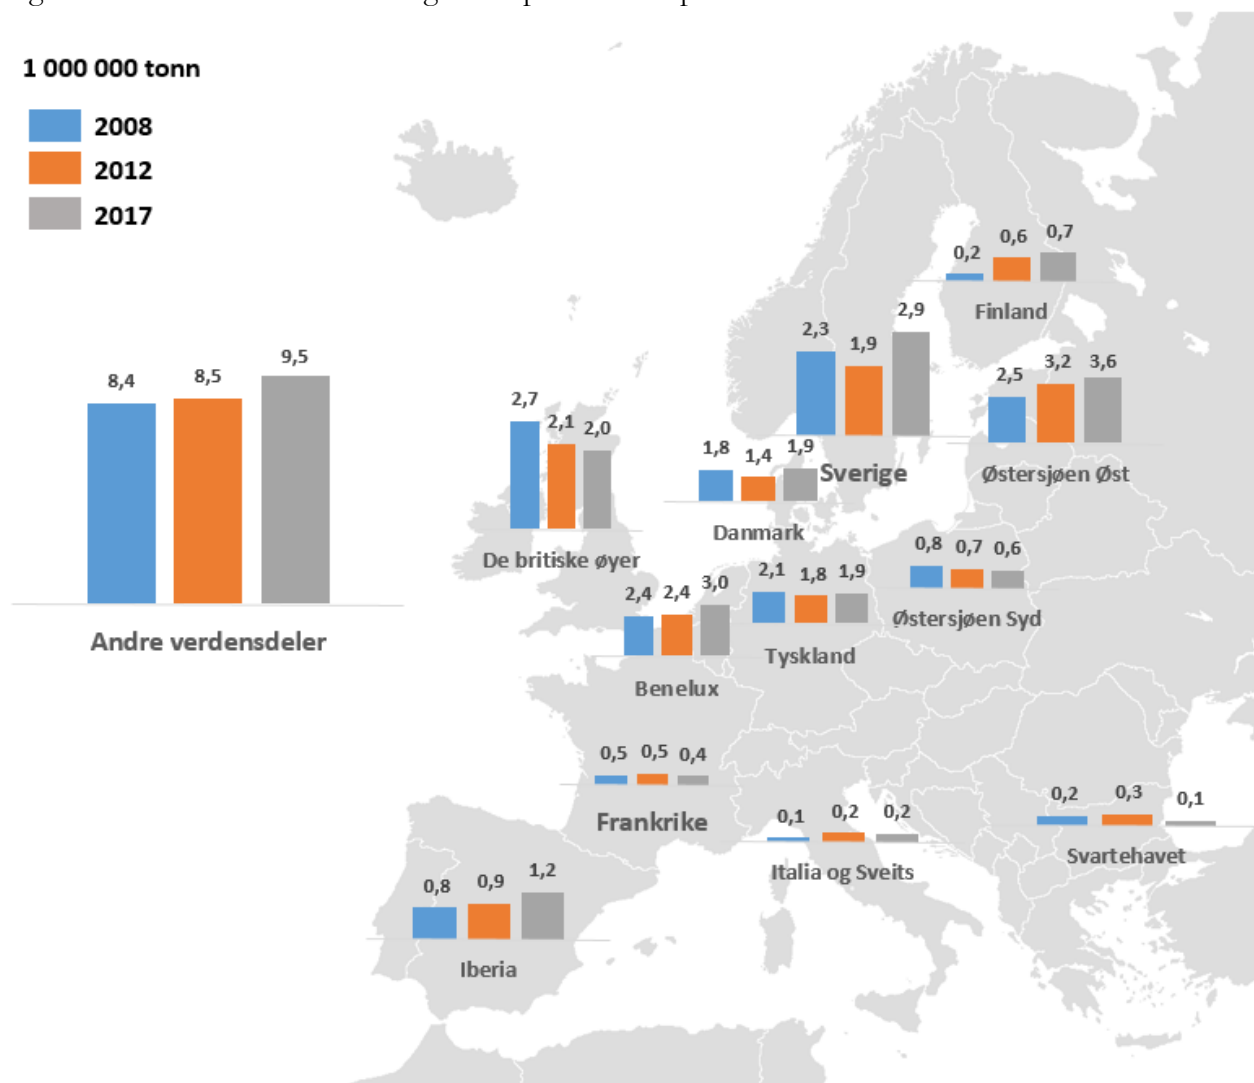 1 000 000 tonn
2008
2012
2017
0,2 0,6 0,7
Finland
2,3 1,9 2,9
Sverige
2,5 3,2 3,6
Østersjøen Øst
8,4 8,5 9,5
Andre verdensdeler
2,7 2,1 2,0
De britiske øyer
1,8 1,4 1,9
Danmark
0,8 0,7 0,6
Østersjøen Syd
2,1 1,8 1,9
Tyskland
2,4 2,4 3,0
Benelux
0,5 0,5 0,4
Frankrike
0,1 0,2 0,2
Italia og Sveits
0,2 0,3 0,1
Svartehavet
0,8 0,9 1,2
Iberia